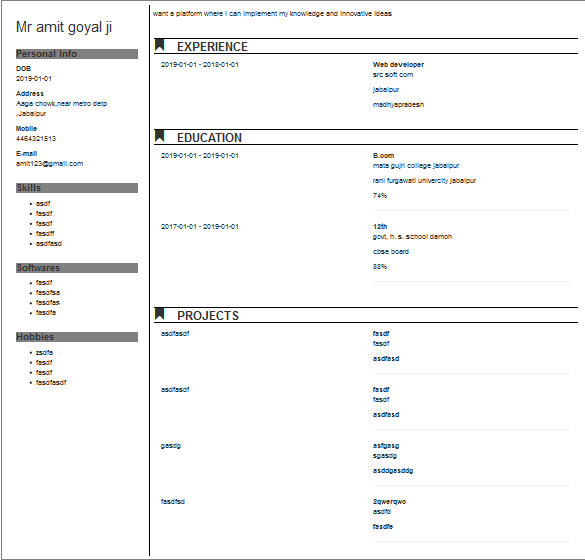 Mr amit goyal ji
Personal Info
DOB
2019-01-01
Address
Aaga chowk,near metro detp
,Jabalpur
Mobile
4464321513
E-mail
amit123@gmail.com
Skills
asdf
fasdf
fasdf
fasdff
asdfasd
Softwares
fasdf
fasdfsa
fasdfas
fasdfa
Hobbies
zsdfa
fasdf
fasdf
fasdfasdf
want a platform where i can implement my knowledge and innovative ideas
EXPERIENCE
2019-01-01 - 2018-01-01
Web developer
src soft com
jabalpur
madhyapradesh
EDUCATION
2019-01-01 - 2019-01-01
B.com
mata gujri college jabalpur
rani furgawati univercity jabalpur
74%
2017-01-01 - 2019-01-01
12th
govt, h. s. school damoh
cbse board
88%
PROJECTS
asdfasdf
fasdf
fasdf
asdfasd
asdfasdf
fasdf
fasdf
asdfasd
gasdg
asfgasg
sgasdg
asddgasddg
fasdfsd
2qwerqwo
asdfd
fasdfe